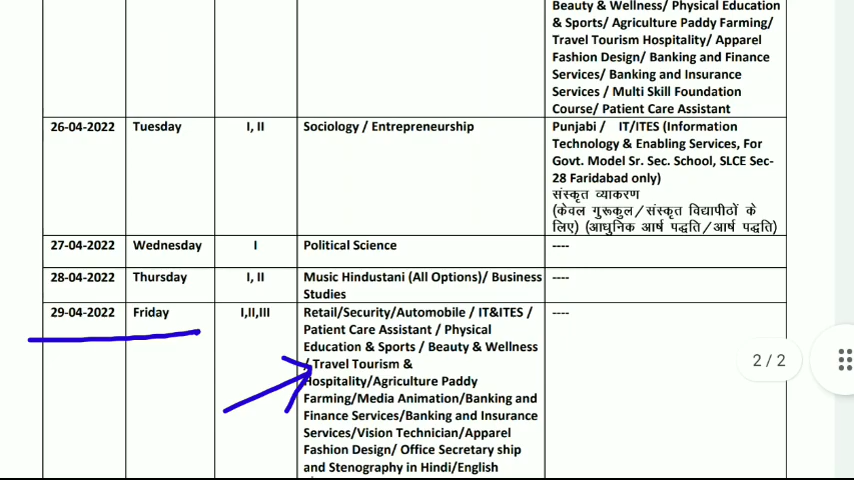 Beauty & Wellness/ Physical Education
& Sports/ Agriculture Paddy Farming/
Travel Tourism Hospitality/ Apparel
Fashion Design/ Banking and Finance
Services/ Banking and Insurance
Services / Multi Skill Foundation
Course/ Patient Care Assistant
26-04-2022 Tuesday I, II Sociology / Entrepreneurship Punjabi / IT/ITES (Information
Technology & Enabling Services, For
Govt. Model Sr. Sec. School, SLCE Sec-
28 Faridabad only)
संस्कृत व्याकरण
(केवल गुरूकुल/संस्कृत विद्यापीठों के
लिए) (आधुनिक आर्ष पद्धति/आर्ष पद्धति)
27-04-2022 Wednesday I Political Science ----
28-04-2022 Thursday I, II Music Hindustani (All Options)/ Business ----
Studies
29-04-2022 Friday I,II,III Retail/Security/Automobile / IT&ITES / ----
Patient Care Assistant / Physical
Education & Sports / Beauty & Wellness
/ Travel Tourism &
Hospitality/Agriculture Paddy
Farming/Media Animation/Banking and
Finance Services/Banking and Insurance
Services/Vision Technician/Apparel
Fashion Design/ Office Secretary ship
and Stenography in Hindi/English
2 / 2